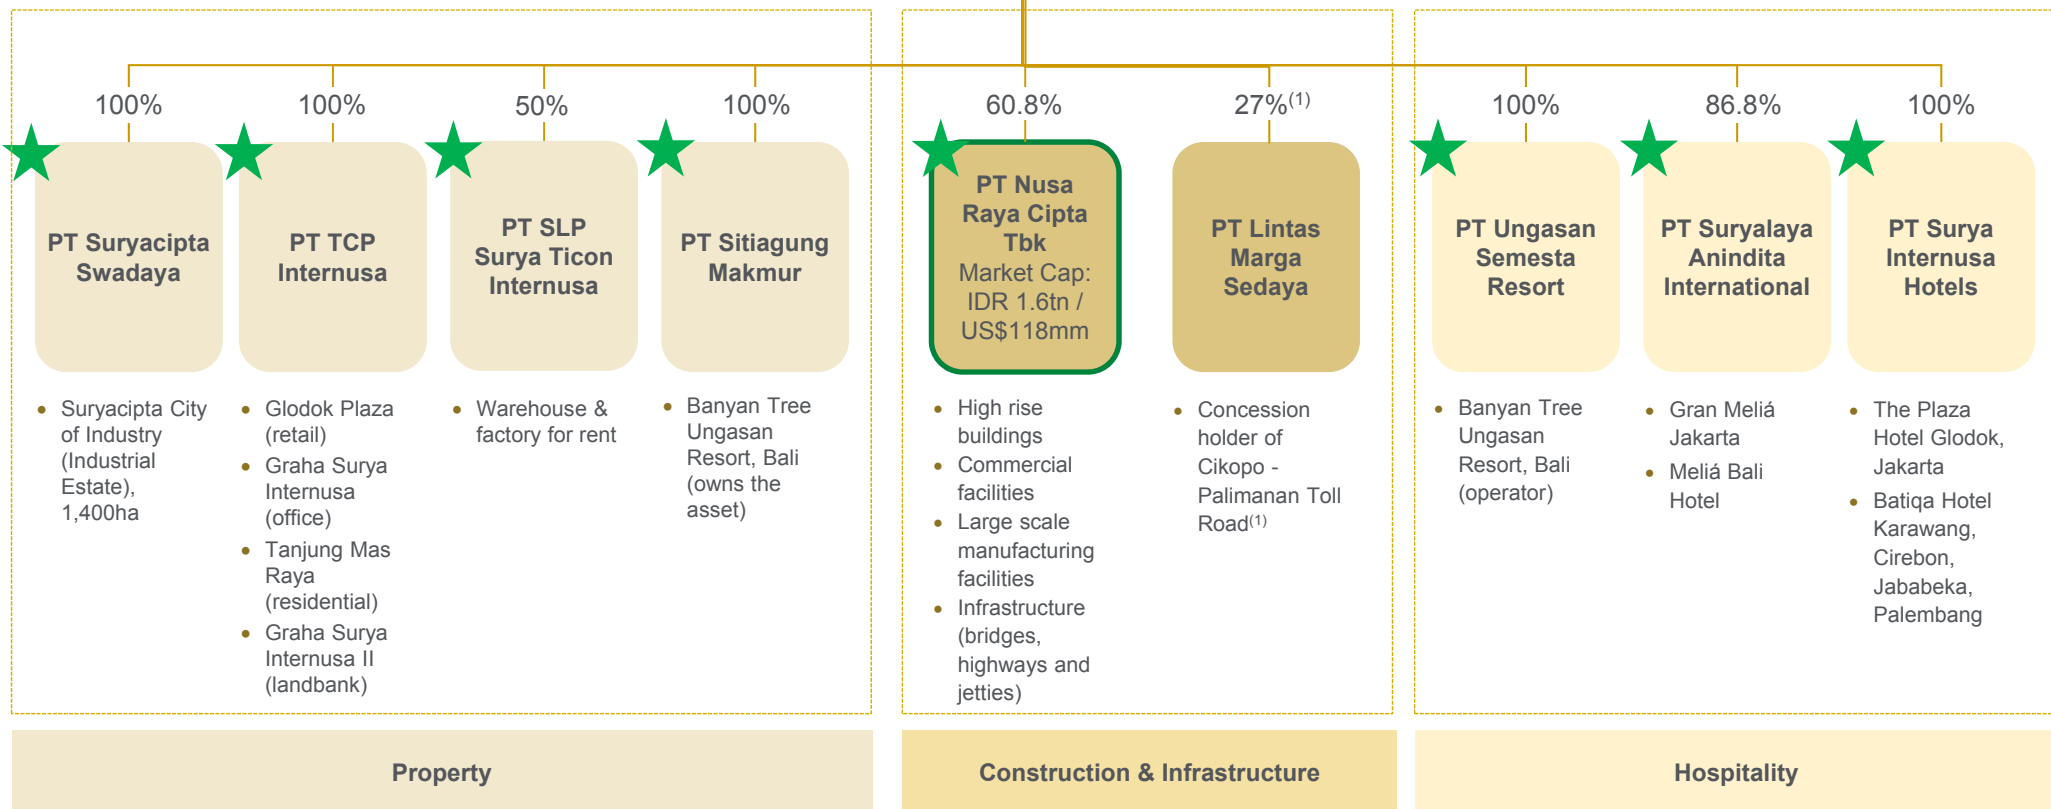 100%
100%
50%
100%
60.8%
27%(1)
100%
86.8%
100%
PT Suryacipta
Swadaya
PT TCP
Internusa
PT SLP
Surya Ticon
Internusa
PT Sitiagung
Makmur
PT Nusa
Raya Cipta
Tbk
Market Cap:
IDR 1.6tn /
US$118mm
PT Lintas
Marga
Sedaya
PT Ungasan
Semesta
Resort
PT Suryalaya
Anindita
International
PT Surya
Internusa
Hotels
• Suryacipta City
of Industry
(Industrial
Estate),
1,400ha
• Glodok Plaza
(retail)
• Graha Surya
Internusa
(office)
• Tanjung Mas
Raya
(residential)
• Graha Surya
Internusa II
(landbank)
• Warehouse &
factory for rent
• Banyan Tree
Ungasan
Resort, Bali
(owns the
asset)
• High rise
buildings
• Commercial
facilities
• Large scale
manufacturing
facilities
• Infrastructure
(bridges,
highways and
jetties)
• Concession
holder of
Cikopo -
Palimanan Toll
Road(1)
• Banyan Tree
Ungasan
Resort, Bali
(operator)
• Gran Meliá
Jakarta
• Meliá Bali
Hotel
• The Plaza
Hotel Glodok,
Jakarta
• Batiqa Hotel
Karawang,
Cirebon,
Jababeka,
Palembang
Property
Construction & Infrastructure
Hospitality